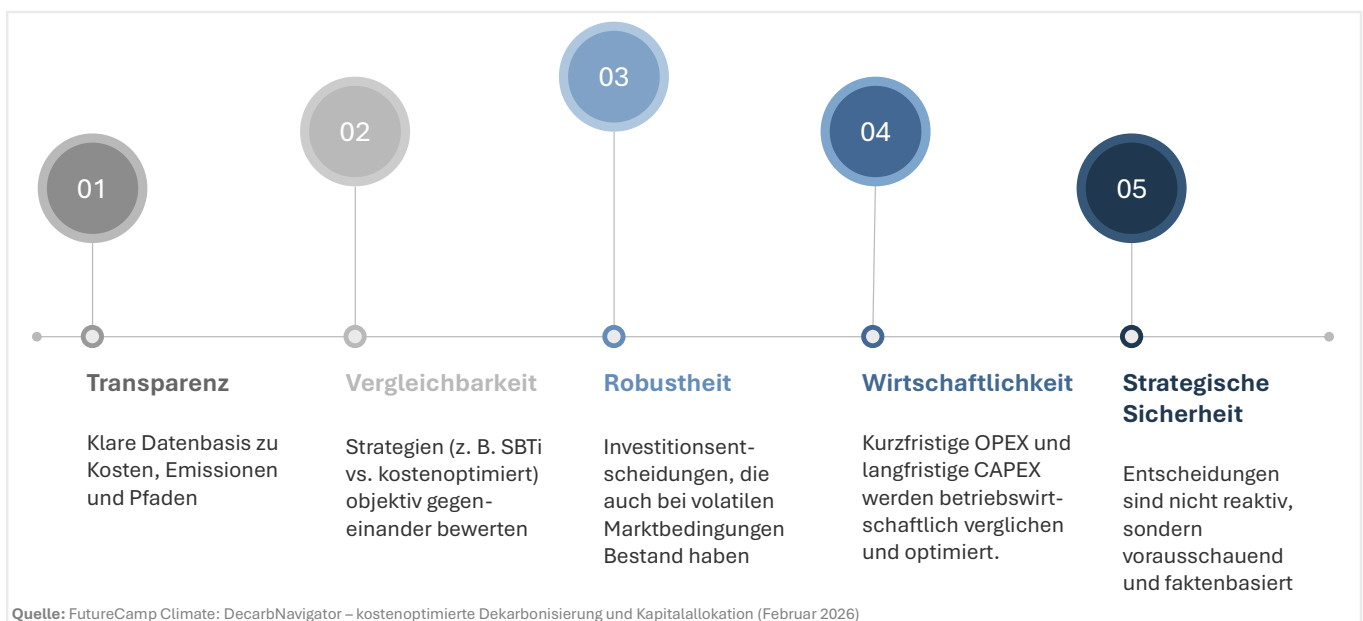 01
02
03
04
05
Transparenz
Klare Datenbasis zu
Kosten, Emissionen
und Pfaden
Vergleichbarkeit
Strategien (z. B. SBTi
vs. kostenoptimiert)
objektiv gegen-
einander bewerten
Robustheit
Investitionsent-
scheidungen, die
auch bei volatilen
Marktbedingungen
Bestand haben
Wirtschaftlichkeit
Kurzfristige OPEX und
langfristige CAPEX
werden betriebswirt-
schaftlich verglichen
und optimiert.
Strategische
Sicherheit
Entscheidungen
sind nicht reaktiv,
sondern
vorausschauend
und faktenbasiert
Quelle: FutureCamp Climate: DecarbNavigator – kostenoptimierte Dekarbonisierung und Kapitalallokation (Februar 2026)